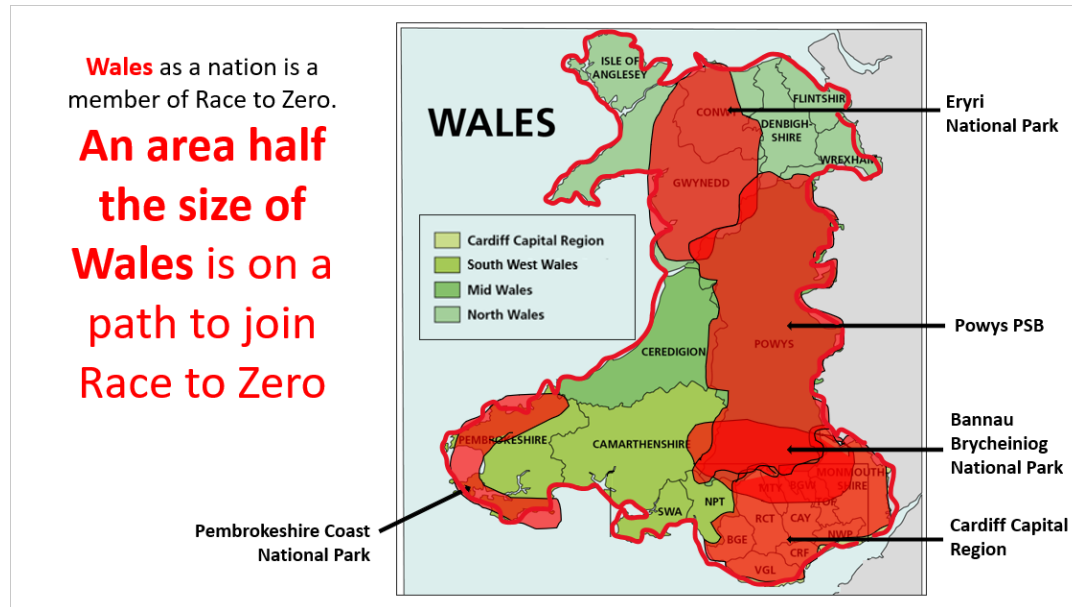 Wales as a nation is a
member of Race to Zero.
An area half
the size of
Wales is on a
path to join
Race to Zero
WALES
ISLE OF
ANGLESEY
CONWY
FLINTSHIR
DENBIGH-
SHIRE
WREXHAM
GWYNEDD
Cardiff Capital Region
South West Wales
Mid Wales
North Wales
CEREDIGION
POWYS
PEMBROKESHIRE
CAMARTHENSHIRE
MONMOUTH-
SHIRE
MTY
BGW
TOF
SWA
NPT
RCT
CAY
NWP
BGE
CRF
VGL
Eryri
National Park
Powys PSB
Bannau
Brycheiniog
National Park
Cardiff Capital
Region
Pembrokeshire Coast
National Park